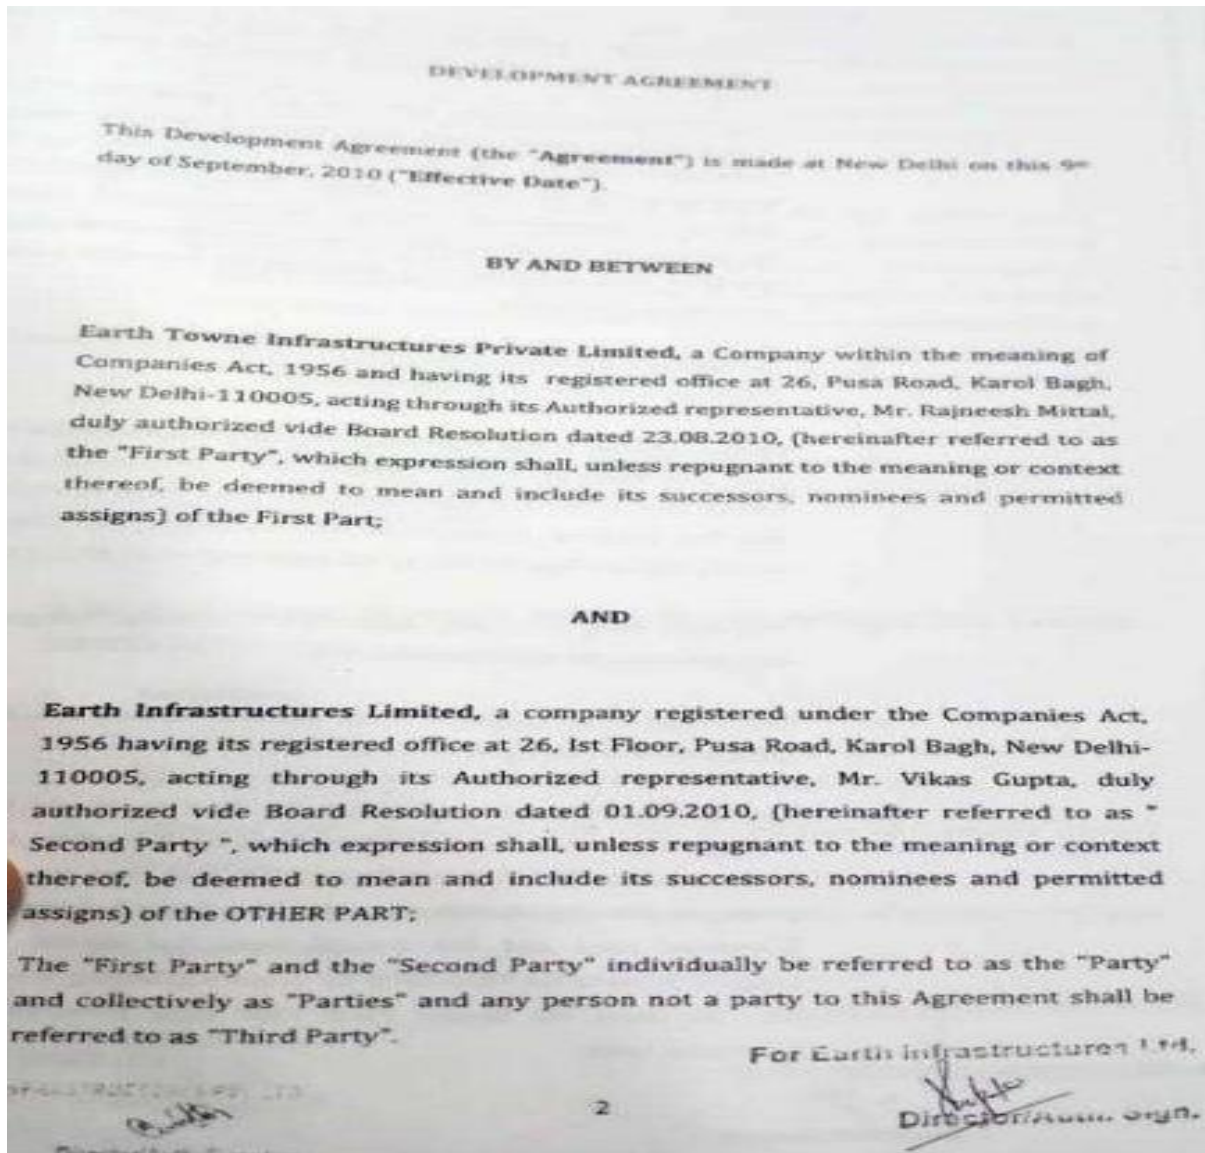 DEVELOPMENT AGREEMENT
This Development Agreement (the "Agreement") is made at New Delhi on this 9th
day of September, 2010 ("Effective Date").
BY AND BETWEEN
Earth Towne Infrastructures Private Limited, a Company within the meaning of
Companies Act, 1956 and having its registered office at 26, Pusa Road, Karol Bagh,
New Delhi-110005, acting through its Authorized representative, Mr. Rajneesh Mittal,
duly authorized vide Board Resolution dated 23.08.2010, (hereinafter referred to as
the "First Party", which expression shall, unless repugnant to the meaning or context
thereof, be deemed to mean and include its successors, nominees and permitted
assigns) of the First Part;
AND
Earth Infrastructures Limited, a company registered under the Companies Act,
1956 having its registered office at 26, Ist Floor, Pusa Road, Karol Bagh, New Delhi-
110005, acting through its Authorized representative, Mr. Vikas Gupta, duly
authorized vide Board Resolution dated 01.09.2010, (hereinafter referred to as "
Second Party ", which expression shall, unless repugnant to the meaning or context
thereof, be deemed to mean and include its successors, nominees and permitted
assigns) of the OTHER PART;
The "First Party" and the "Second Party" individually be referred to as the "Party"
and collectively as "Parties" and any person not a party to this Agreement shall be
referred to as "Third Party".
For Earth Infrastructures Ltd.
2
Director/Auth. Sign.